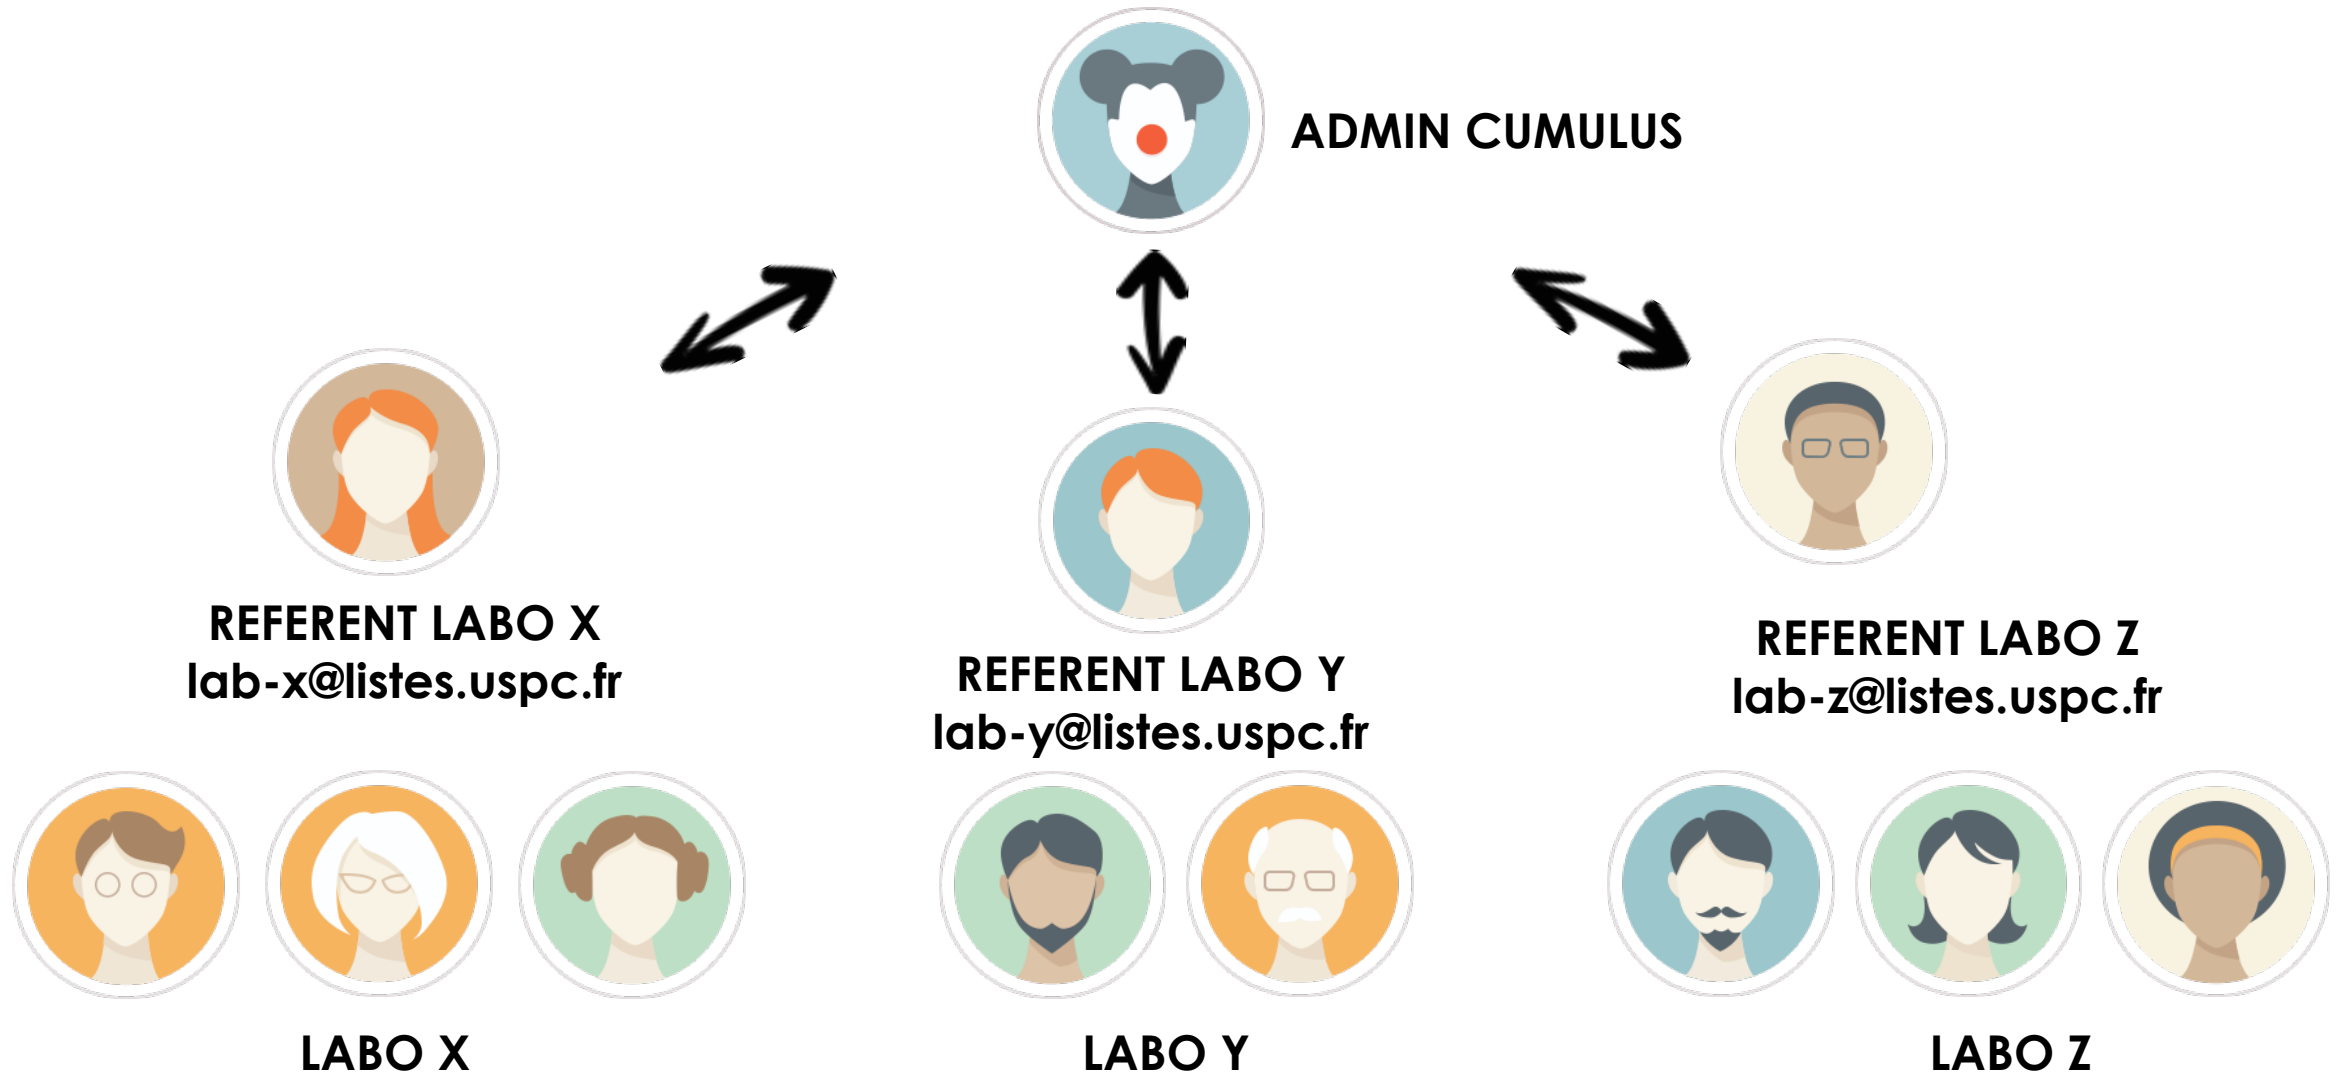 ADMIN CUMULUS
REFERENT LABO X
lab-x@listes.uspc.fr
REFERENT LABO Y
lab-y@listes.uspc.fr
REFERENT LABO Z
lab-z@listes.uspc.fr
LABO X
LABO Y
LABO Z